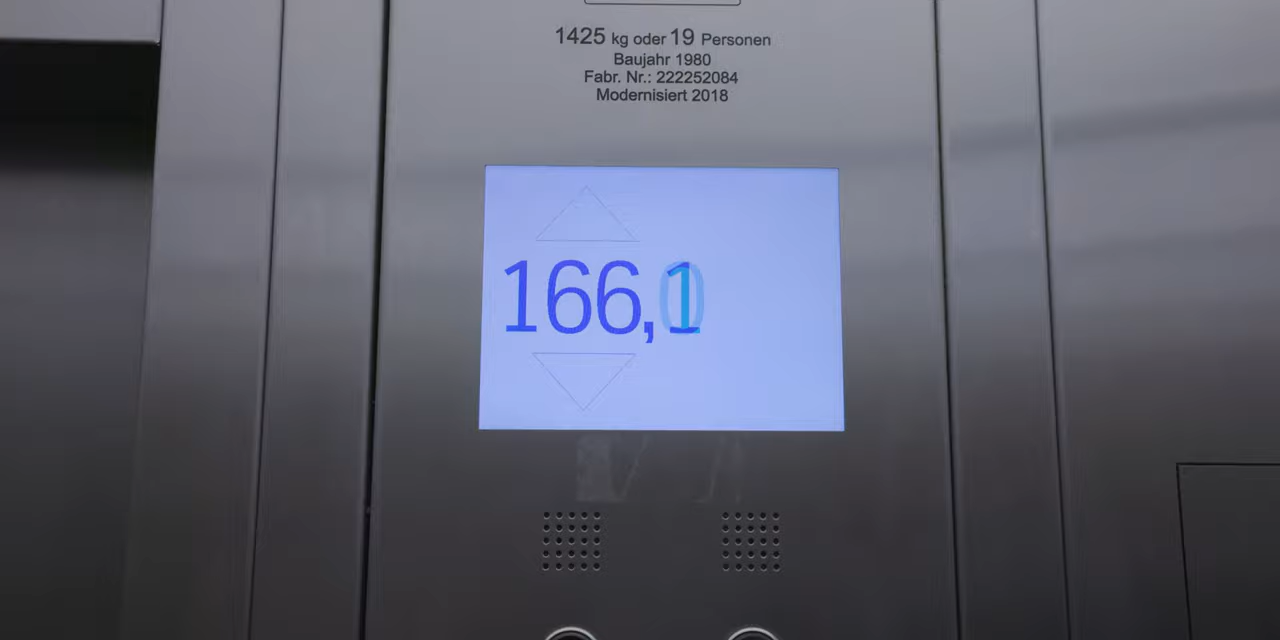 1425 kg oder 19 Personen
Baujahr 1980
Fabr. Nr.: 222252084
Modernisiert 2018
166,1